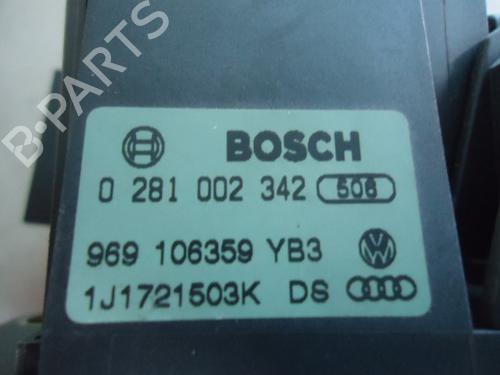 B-PARTS
BOSCH
0 281 002 342 506
969 106359 YB3
1J1721503K DS